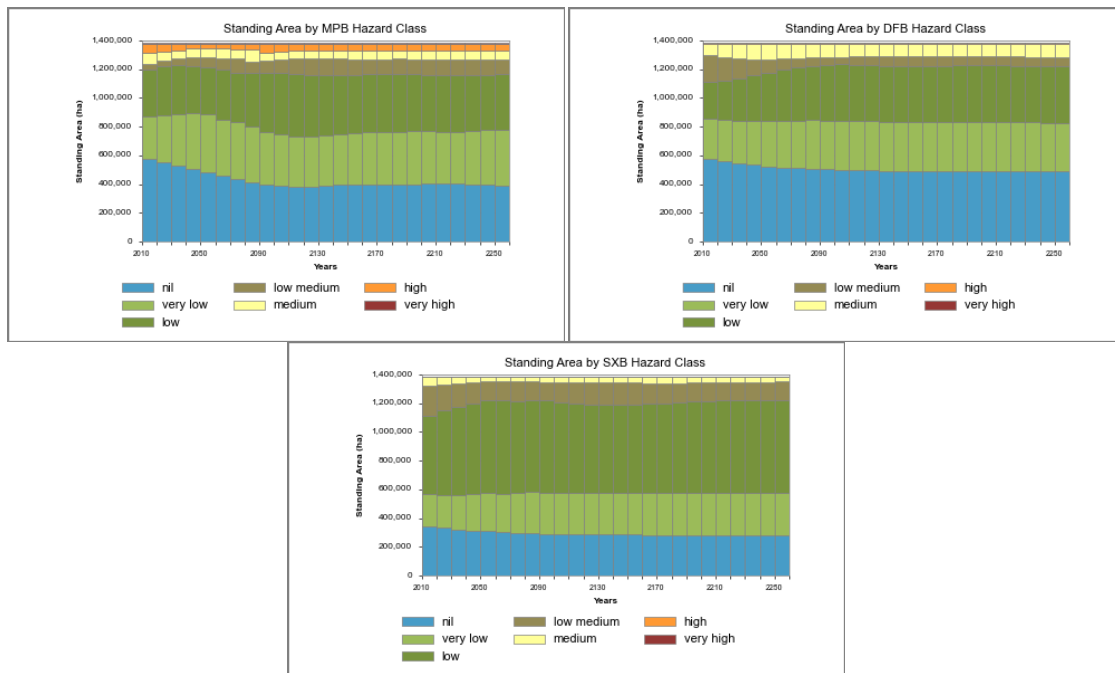 Standing Area by MPB Hazard Class
Standing Area (ha)
1,400,000
1,200,000
1,000,000
800,000
600,000
400,000
200,000
0
2010 2050 2090 2130 2170 2210 2250
Years
nil low medium high
very low medium very high
low
Standing Area by DFB Hazard Class
Standing Area (ha)
1,400,000
1,200,000
1,000,000
800,000
600,000
400,000
200,000
0
2010 2050 2090 2130 2170 2210 2250
Years
nil low medium high
very low medium very high
low
Standing Area by SXB Hazard Class
Standing Area (ha)
1,400,000
1,200,000
1,000,000
800,000
600,000
400,000
200,000
0
2010 2050 2090 2130 2170 2210 2250
Years
nil low medium high
very low medium very high
low